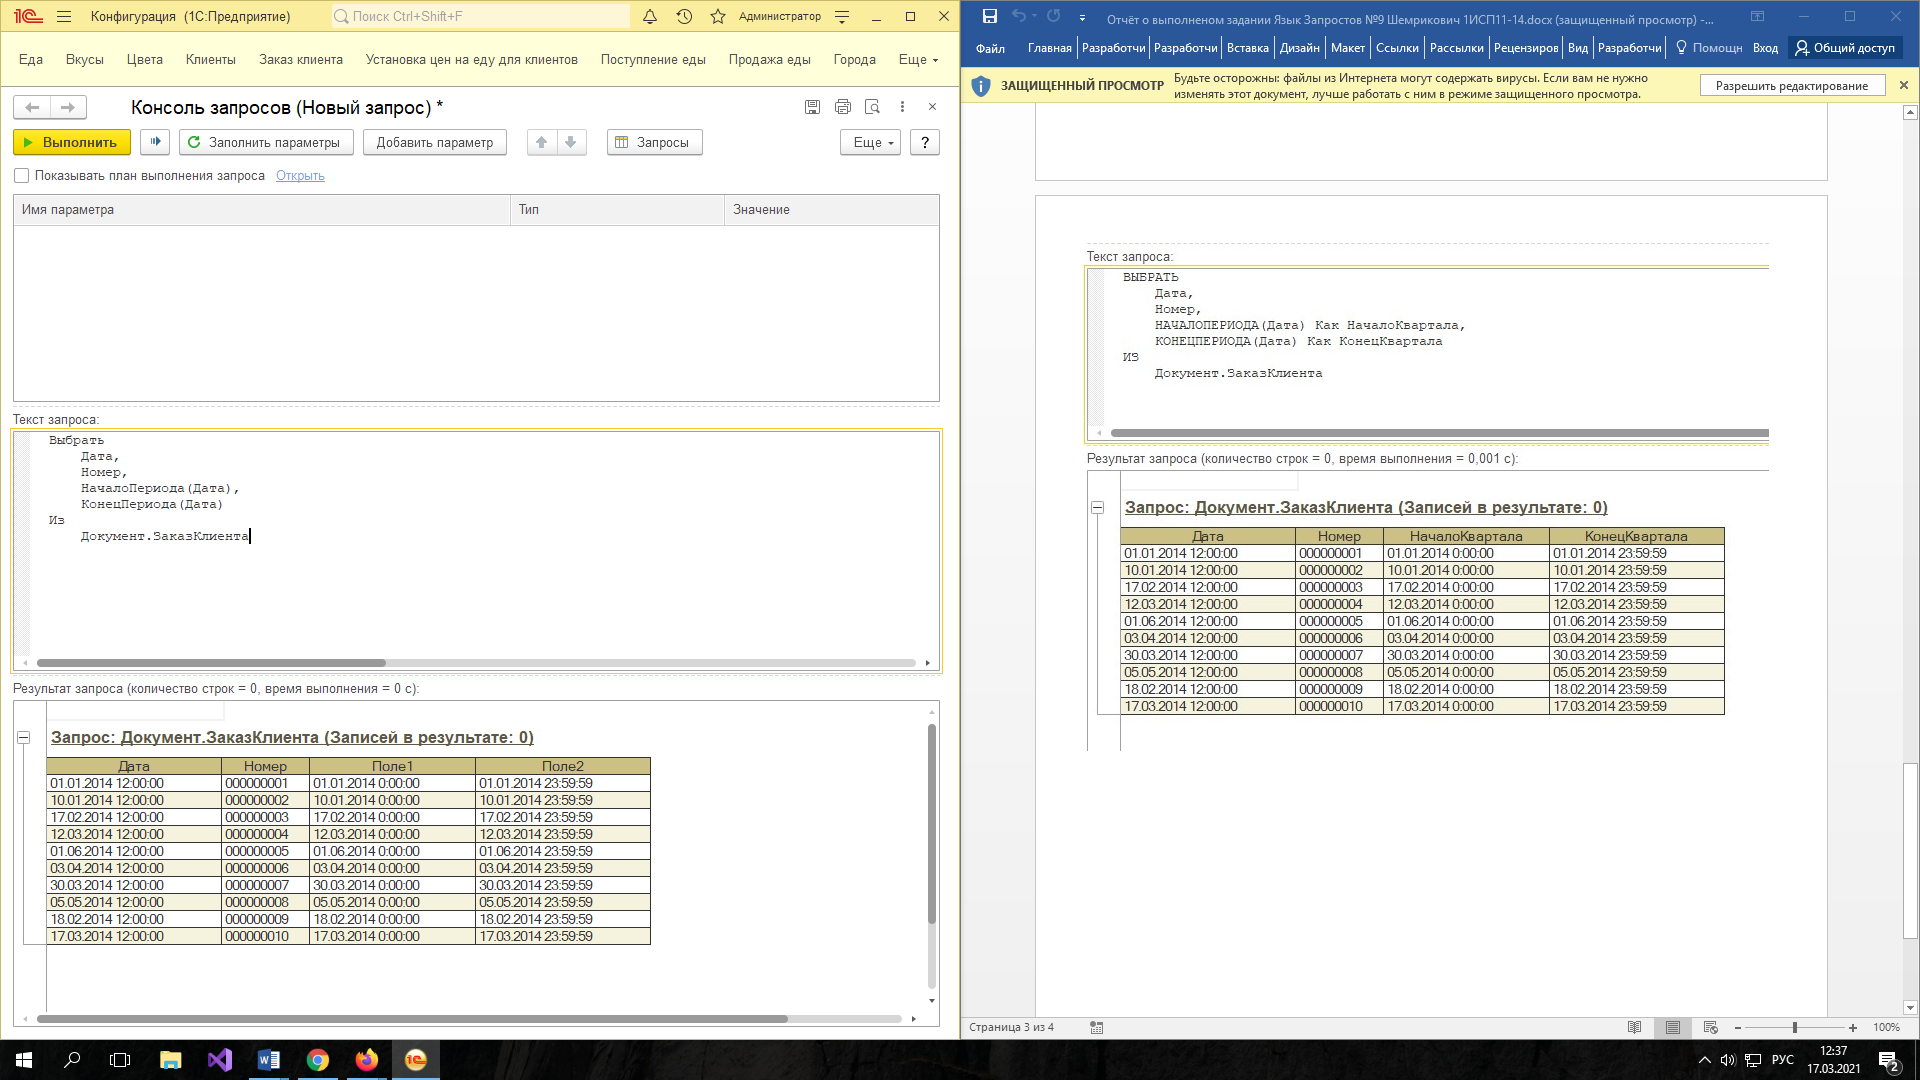 Конфигурация (1С:Предприятие)
Поиск Ctrl+Shift+F
Администратор
Еда Вкусы Цвета Клиенты Заказ клиента Установка цен на еду для клиентов Поступление еды Продажа еды Города Еще
Консоль запросов (Новый запрос) *
Выполнить Заполнить параметры Добавить параметр Запросы Еще ?
Показывать план выполнения запроса Открыть
Имя параметра Тип Значение
Текст запроса:
Выбрать
Дата,
Номер,
НачалоПериода(Дата),
КонецПериода(Дата)
Из
Документ.ЗаказКлиента
Результат запроса (количество строк = 0, время выполнения = 0 с):
Запрос: Документ.ЗаказКлиента (Записей в результате: 0)
Дата Номер Поле1 Поле2
01.01.2014 12:00:00 000000001 01.01.2014 0:00:00 01.01.2014 23:59:59
10.01.2014 12:00:00 000000002 10.01.2014 0:00:00 10.01.2014 23:59:59
17.02.2014 12:00:00 000000003 17.02.2014 0:00:00 17.02.2014 23:59:59
12.03.2014 12:00:00 000000004 12.03.2014 0:00:00 12.03.2014 23:59:59
01.06.2014 12:00:00 000000005 01.06.2014 0:00:00 01.06.2014 23:59:59
03.04.2014 12:00:00 000000006 03.04.2014 0:00:00 03.04.2014 23:59:59
30.03.2014 12:00:00 000000007 30.03.2014 0:00:00 30.03.2014 23:59:59
05.05.2014 12:00:00 000000008 05.05.2014 0:00:00 05.05.2014 23:59:59
18.02.2014 12:00:00 000000009 18.02.2014 0:00:00 18.02.2014 23:59:59
17.03.2014 12:00:00 000000010 17.03.2014 0:00:00 17.03.2014 23:59:59
Отчёт о выполненом задании Язык Запростов №9 Шемрикович 1ИСП11-14.docx (защищенный просмотр) -...
Файл Главная Разработчи Разработчи Вставка Дизайн Макет Ссылки Рассылки Рецензиров Вид Разработчи Помощн Вход Общий доступ
ЗАЩИЩЕННЫЙ ПРОСМОТР
Будьте осторожны: файлы из Интернета могут содержать вирусы. Если вам не нужно
изменять этот документ, лучше работать с ним в режиме защищенного просмотра.
Разрешить редактирование
Текст запроса:
ВЫБРАТЬ
Дата,
Номер,
НАЧАЛОПЕРИОДА(Дата) Как НачалоКвартала,
КОНЕЦПЕРИОДА(Дата) Как КонецКвартала
ИЗ
Документ.ЗаказКлиента
Результат запроса (количество строк = 0, время выполнения = 0,001 с):
Запрос: Документ.ЗаказКлиента (Записей в результате: 0)
Дата Номер НачалоКвартала КонецКвартала
01.01.2014 12:00:00 000000001 01.01.2014 0:00:00 01.01.2014 23:59:59
10.01.2014 12:00:00 000000002 10.01.2014 0:00:00 10.01.2014 23:59:59
17.02.2014 12:00:00 000000003 17.02.2014 0:00:00 17.02.2014 23:59:59
12.03.2014 12:00:00 000000004 12.03.2014 0:00:00 12.03.2014 23:59:59
01.06.2014 12:00:00 000000005 01.06.2014 0:00:00 01.06.2014 23:59:59
03.04.2014 12:00:00 000000006 03.04.2014 0:00:00 03.04.2014 23:59:59
30.03.2014 12:00:00 000000007 30.03.2014 0:00:00 30.03.2014 23:59:59
05.05.2014 12:00:00 000000008 05.05.2014 0:00:00 05.05.2014 23:59:59
18.02.2014 12:00:00 000000009 18.02.2014 0:00:00 18.02.2014 23:59:59
17.03.2014 12:00:00 000000010 17.03.2014 0:00:00 17.03.2014 23:59:59
Страница 3 из 4
100%
РУС
12:37
17.03.2021
2